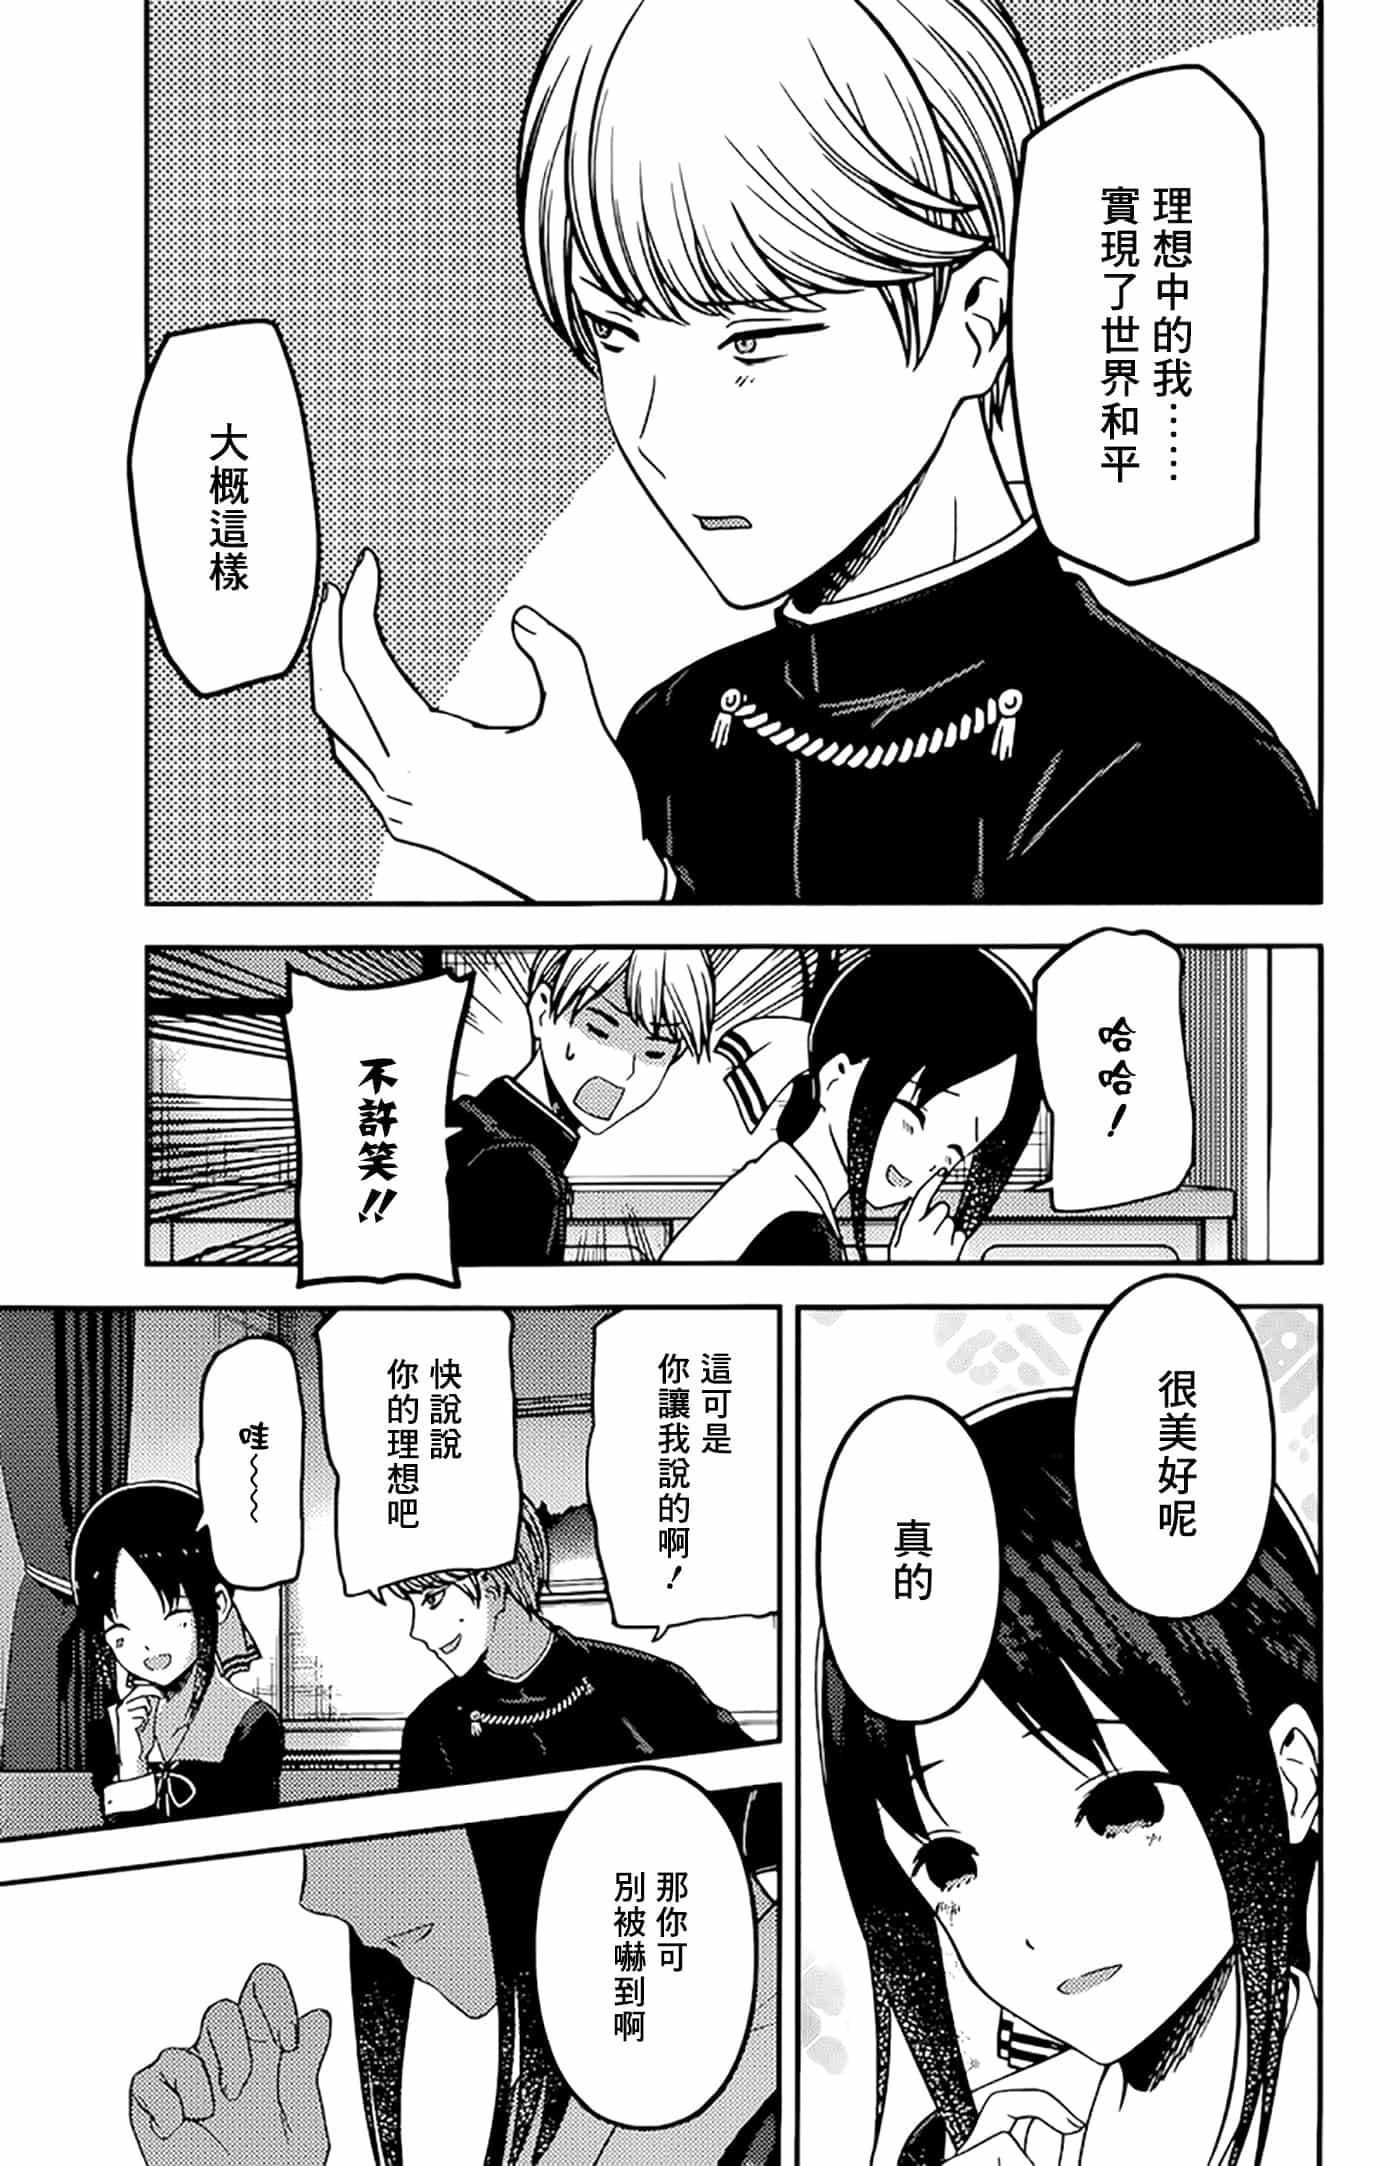 理想中的我……
實現了世界和平
大概這樣
哈哈！
不許笑！！
很美好呢
真的
這可是
你讓我說的啊！
快說說
你的理想吧
哇～～～
那你可
別被嚇到啊